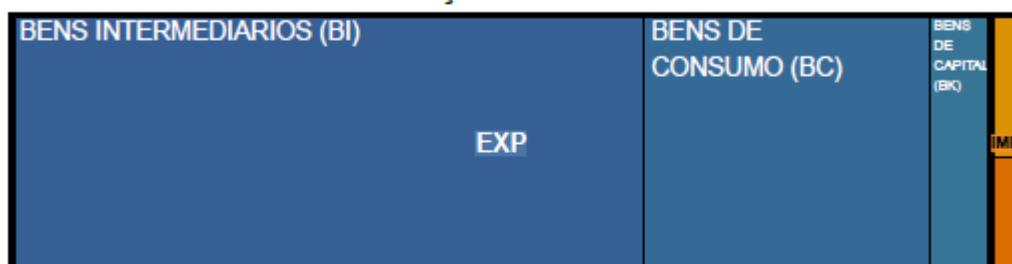 BENS INTERMEDIARIOS (BI)
BENS DE
CONSUMO (BC)
BENS
DE
CAPITAL
(BK)
EXP